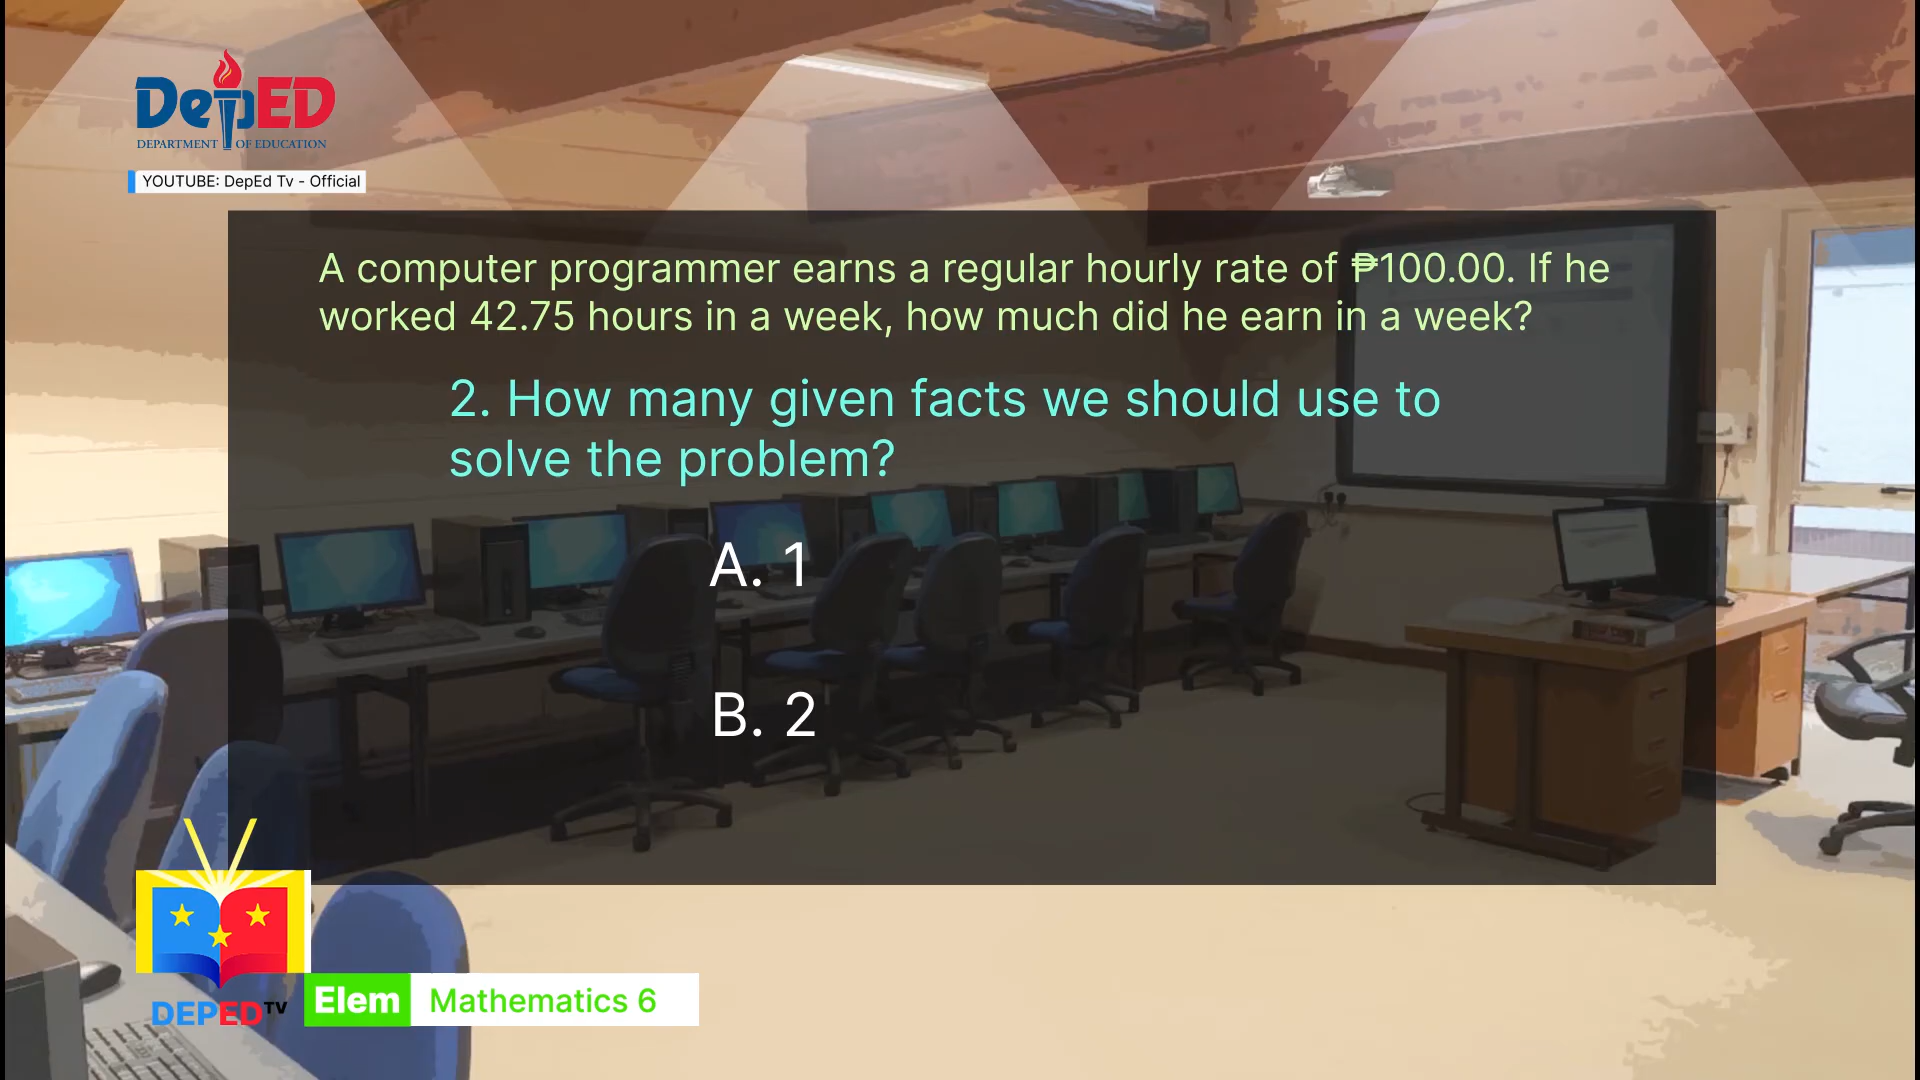 DepED
DEPARTMENT OF EDUCATION
YOUTUBE: DepEd Tv - Official
A computer programmer earns a regular hourly rate of ₱100.00. If he
worked 42.75 hours in a week, how much did he earn in a week?
2. How many given facts we should use to
solve the problem?
A. 1
B. 2
DEPED TV
Elem Mathematics 6